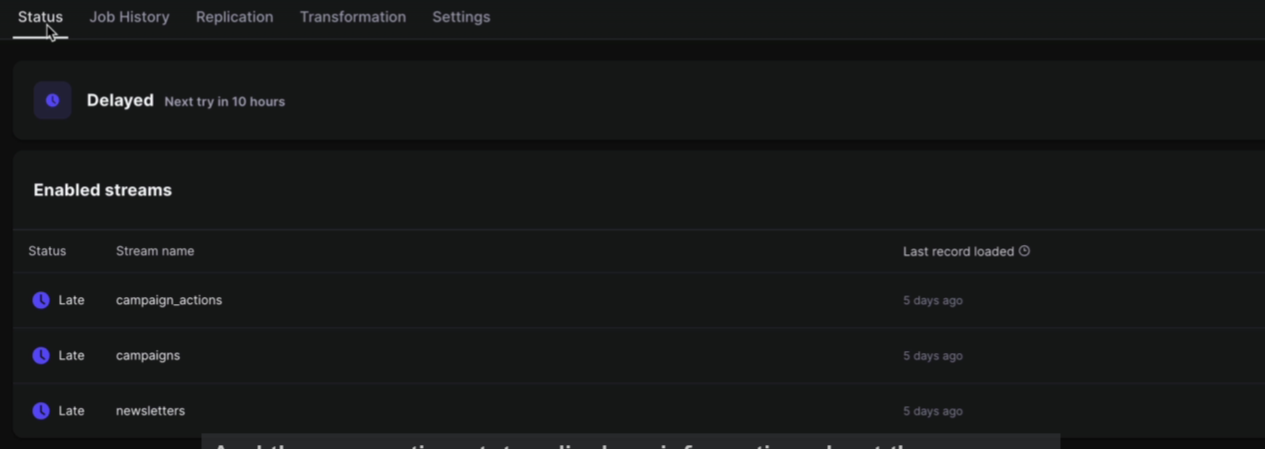 Status Job History Replication Transformation Settings
Delayed Next try in 10 hours
Enabled streams
Status Stream name Last record loaded
Late campaign_actions 5 days ago
Late campaigns 5 days ago
Late newsletters 5 days ago